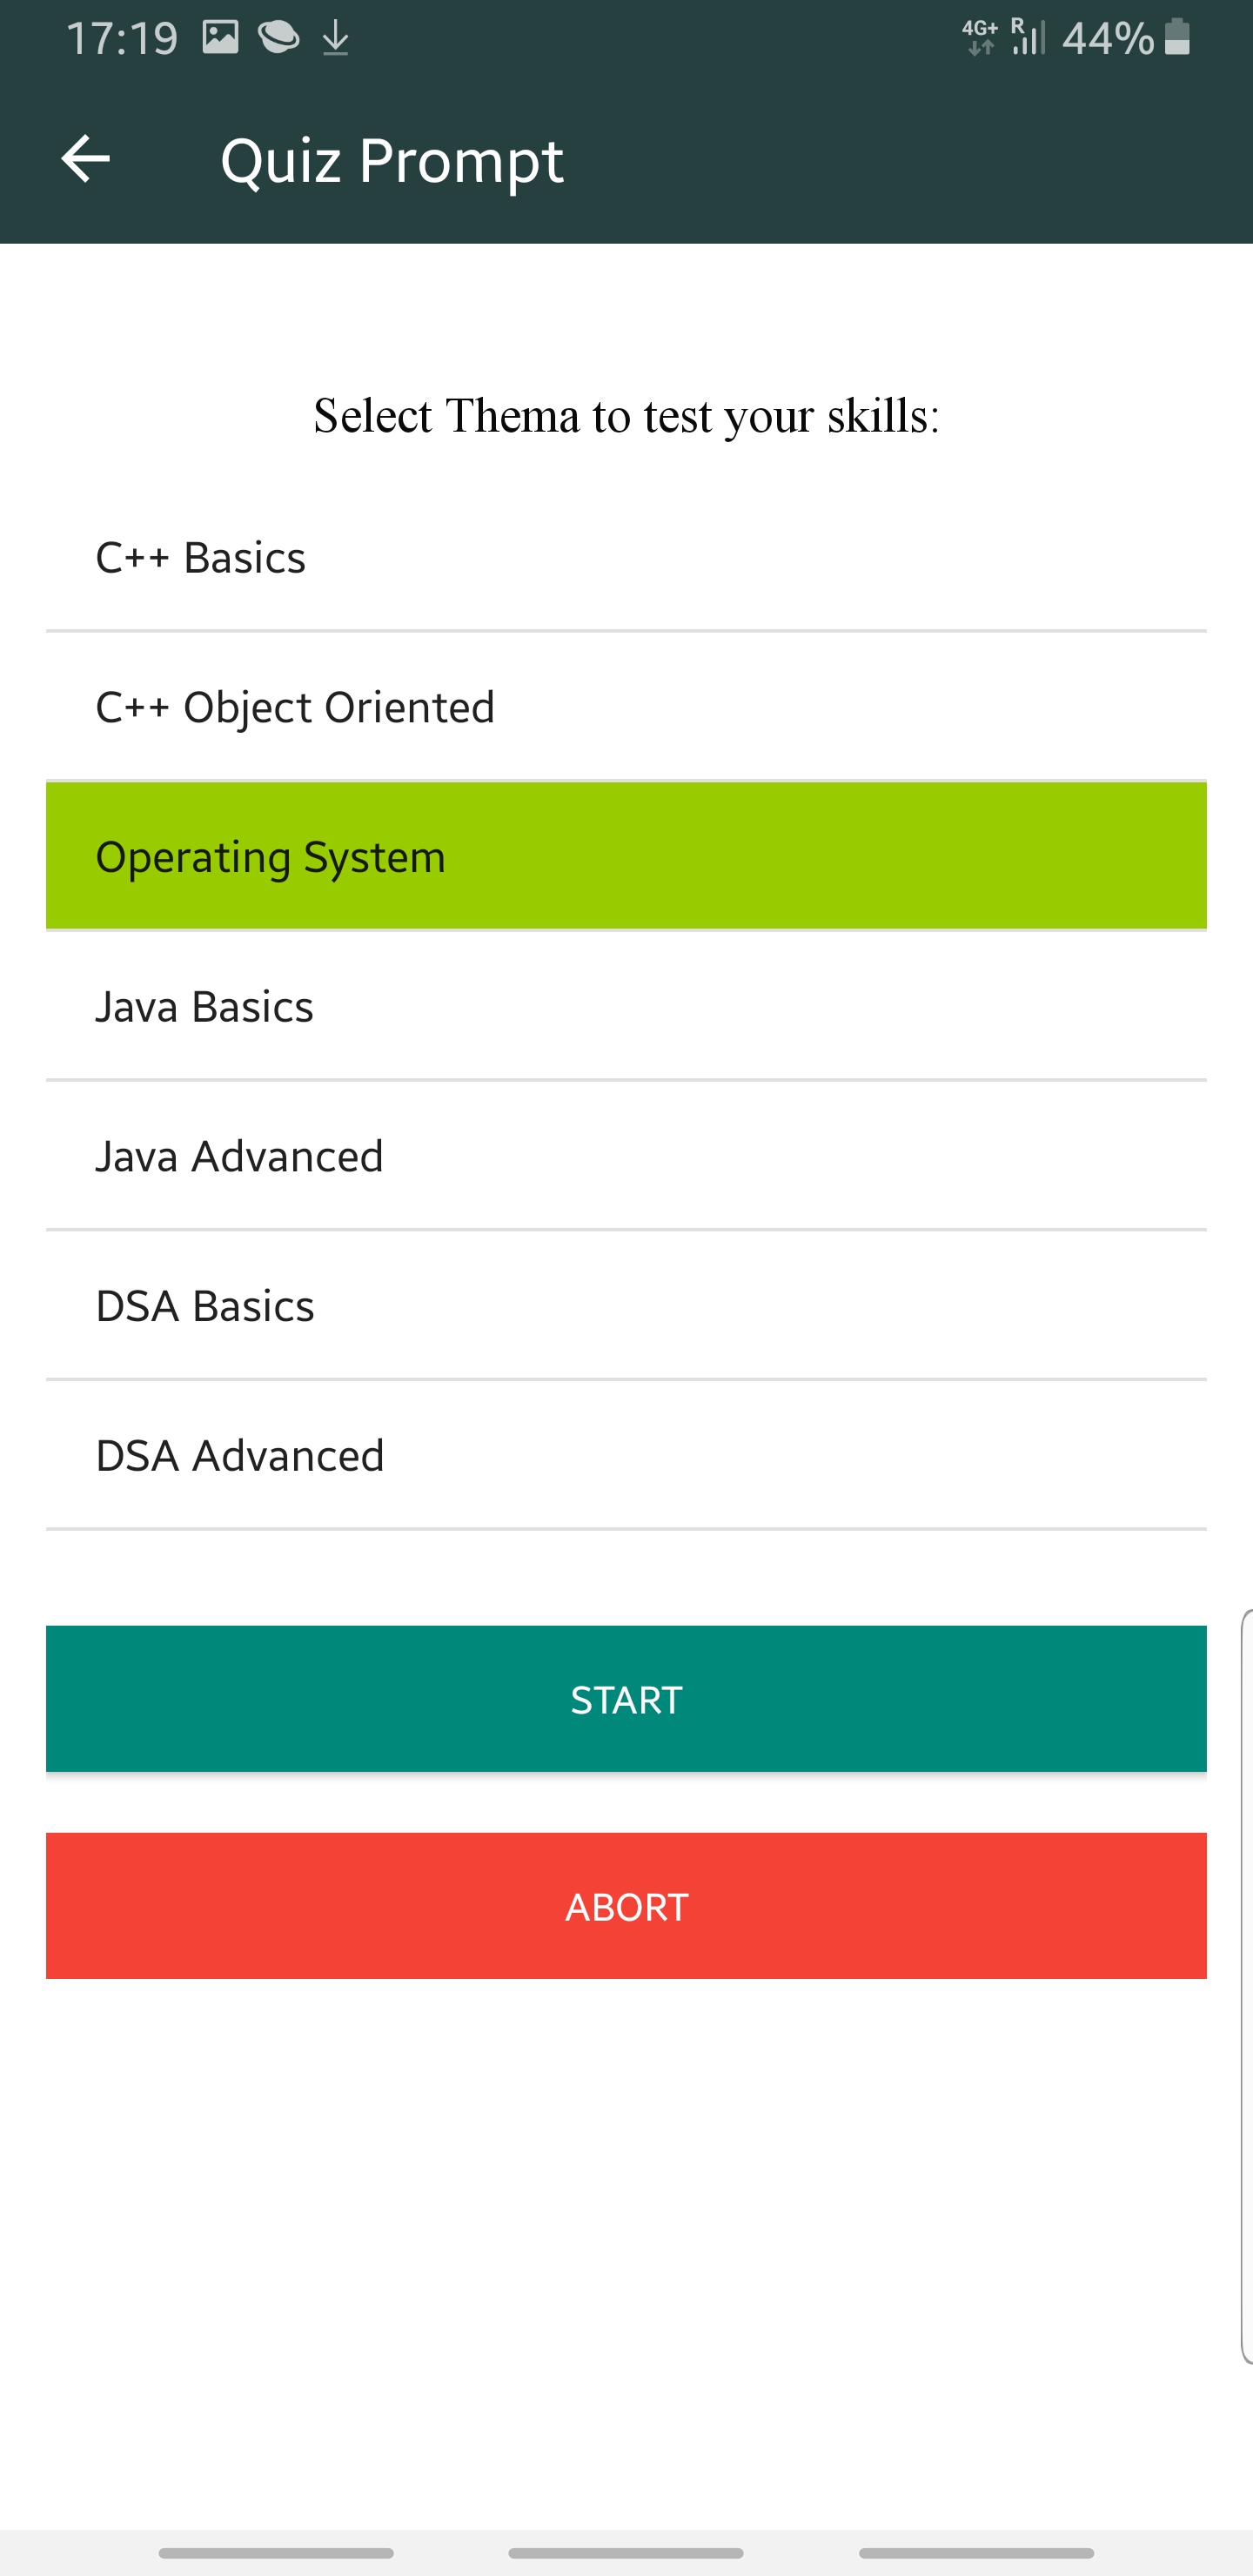 17:19 4G+ R 44%
Quiz Prompt
Select Thema to test your skills:
C++ Basics
C++ Object Oriented
Operating System
Java Basics
Java Advanced
DSA Basics
DSA Advanced
START
ABORT